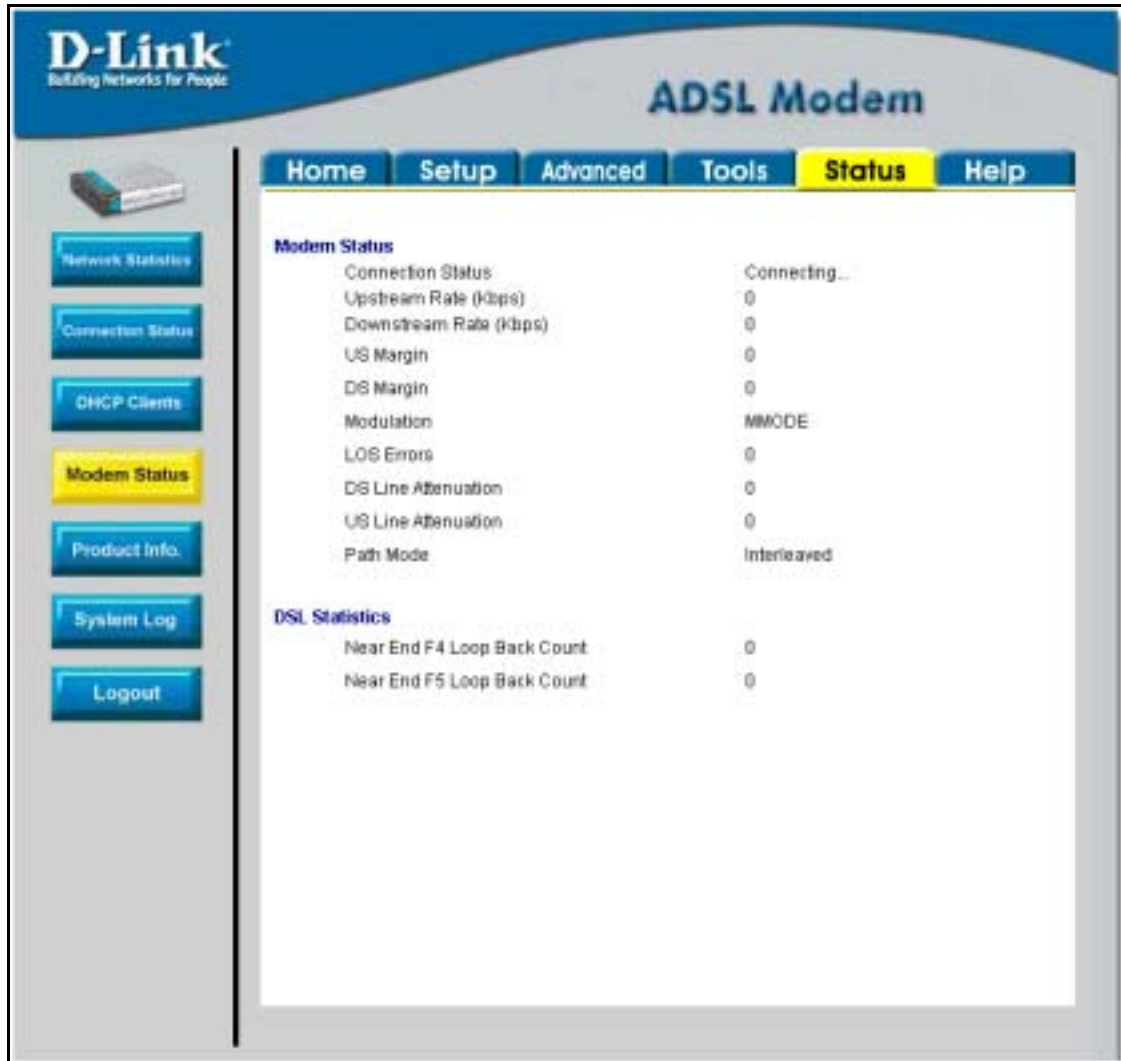 D-Link
Building Networks for People
ADSL Modem
Home Setup Advanced Tools Status Help
Network Statistics
Connection Status
DHCP Clients
Modem Status
Product Info.
System Log
Logout
Modem Status
Connection Status Connecting...
Upstream Rate (Kbps) 0
Downstream Rate (Kbps) 0
US Margin 0
DS Margin 0
Modulation MMODE
LOS Errors 0
DS Line Attenuation 0
US Line Attenuation 0
Path Mode Interleaved
DSL Statistics
Near End F4 Loop Back Count 0
Near End F5 Loop Back Count 0